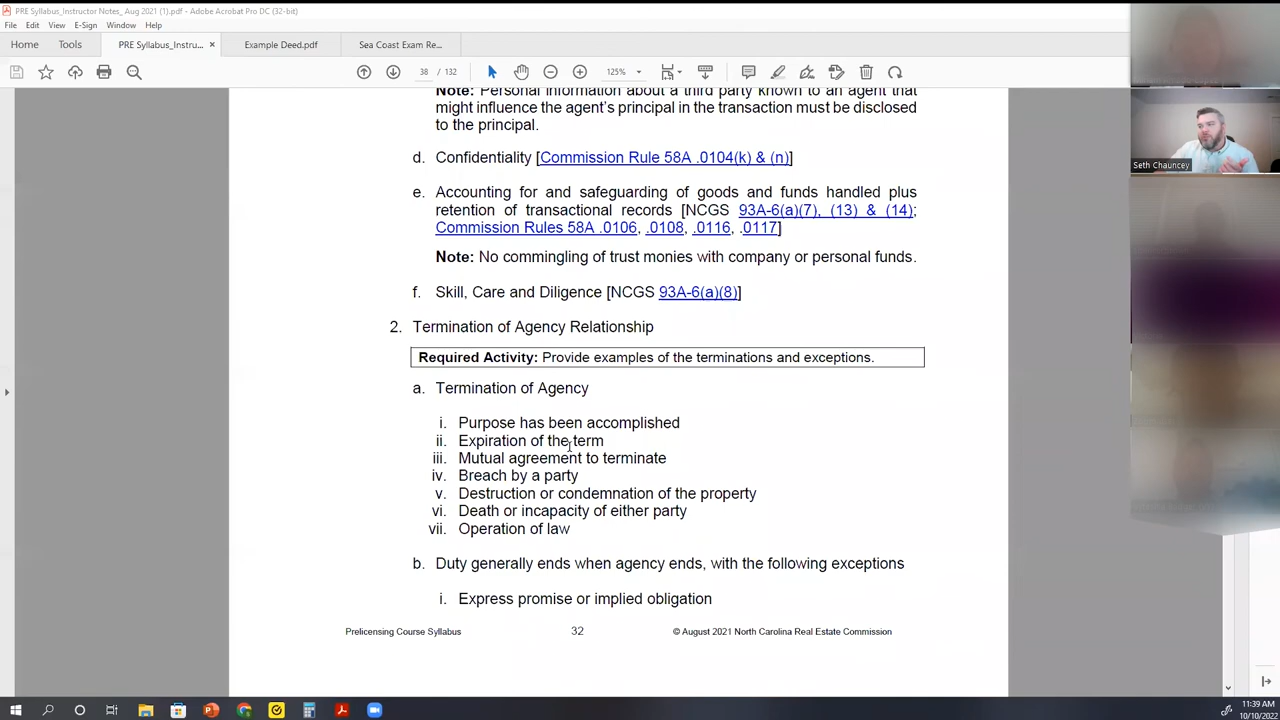 PRE Syllabus_Instructor Notes_ Aug 2021 (1).pdf - Adobe Acrobat Pro DC (32-bit)
File Edit View E-Sign Window Help
Home Tools PRE Syllabus_Instru... × Example Deed.pdf Sea Coast Exam Re...
38 / 132 125%
Note: Personal information about a third party known to an agent that
might influence the agent's principal in the transaction must be disclosed
to the principal.
d. Confidentiality [Commission Rule 58A .0104(k) & (n)]
e. Accounting for and safeguarding of goods and funds handled plus
retention of transactional records [NCGS 93A-6(a)(7), (13) & (14);
Commission Rules 58A .0106, .0108, .0116, .0117]
Note: No commingling of trust monies with company or personal funds.
f. Skill, Care and Diligence [NCGS 93A-6(a)(8)]
2. Termination of Agency Relationship
Required Activity: Provide examples of the terminations and exceptions.
a. Termination of Agency
i. Purpose has been accomplished
ii. Expiration of the term
iii. Mutual agreement to terminate
iv. Breach by a party
v. Destruction or condemnation of the property
vi. Death or incapacity of either party
vii. Operation of law
b. Duty generally ends when agency ends, with the following exceptions
i. Express promise or implied obligation
Prelicensing Course Syllabus 32 © August 2021 North Carolina Real Estate Commission
Seth Chauncey
11:39 AM
10/10/2022